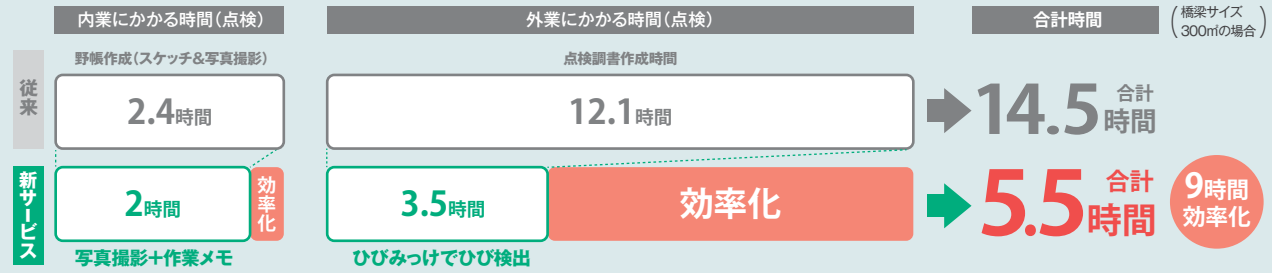 内業にかかる時間（点検）
外業にかかる時間（点検）
合計時間
（橋梁サイズ
300㎡の場合）
野帳作成（スケッチ&写真撮影）
点検調書作成時間
従来
2.4時間
12.1時間
14.5合計時間
新サービス
2時間
効率化
3.5時間
効率化
5.5合計時間
9時間
効率化
写真撮影＋作業メモ
ひびみっけでひび検出